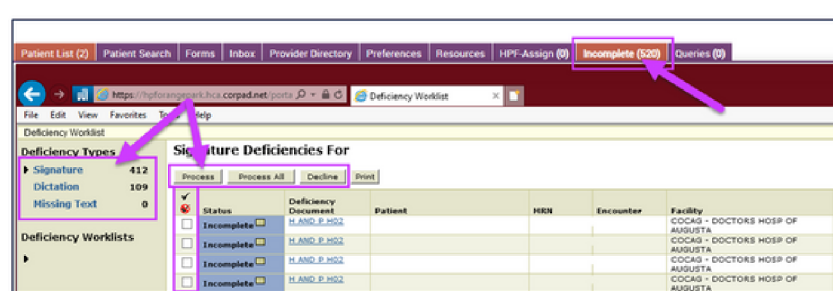 Patient List (2) Patient Search Forms Inbox Provider Directory Preferences Resources HPF-Assign (0) Incomplete (520) Queries (0)
https://hpforangepark.hca.corpad.net/porta Deficiency Worklist
File Edit View Favorites Help
Deficiency Worklist
Deficiency Types
Signature 412
Dictation 109
Missing Text 0
Deficiency Worklists
Signature Deficiencies For
Process Process All Decline Print
Status Deficiency Document Patient MRN Encounter Facility
Incomplete H AND P H02 COCAG - DOCTORS HOSP OF AUGUSTA
Incomplete H AND P H02 COCAG - DOCTORS HOSP OF AUGUSTA
Incomplete H AND P H02 COCAG - DOCTORS HOSP OF AUGUSTA
Incomplete H AND P H02 COCAG - DOCTORS HOSP OF AUGUSTA